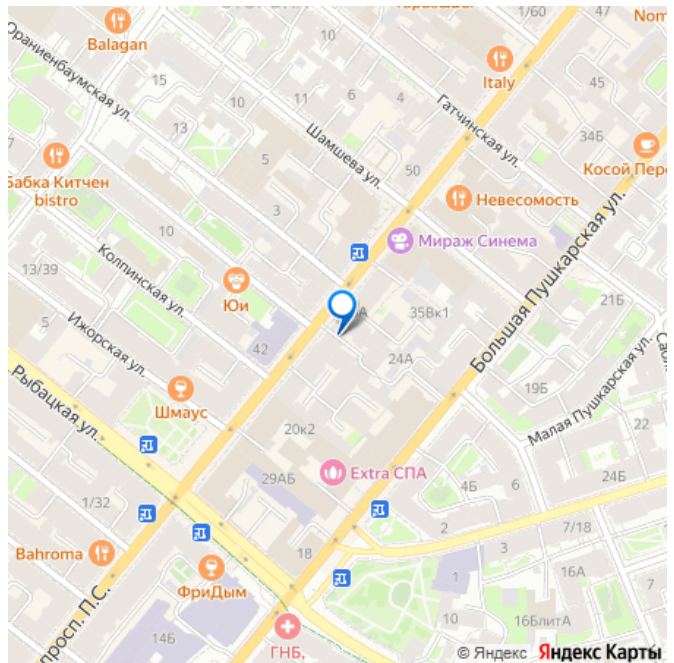 1/60
47
Nom
Balagan
Italy
Ораниенбаумская ул.
15
10
11
6
4
45
13
Гатчинская ул.
34Б
7
5
Шамшева ул.
50
Косой Пере
Бабка Китчен
bistro
3
Невесомость
10
Мираж Синема
Большая Пушкарская ул.
13/39
Колпинская ул.
Юи
21Б
35Вк1
5
Ижорская ул.
42
24А
Рыбацкая ул.
Шмаус
19Б
Малая Пушкарская ул.
20к2
22
29АБ
Extra СПА
4Б
6
24Б
1/32
2
7/18
Bahroma
18
3
ФриДым
1
16А
7
просп. П.С.
14Б
ГНБ,
10
16БлитА
© Яндекс Яндекс Карты